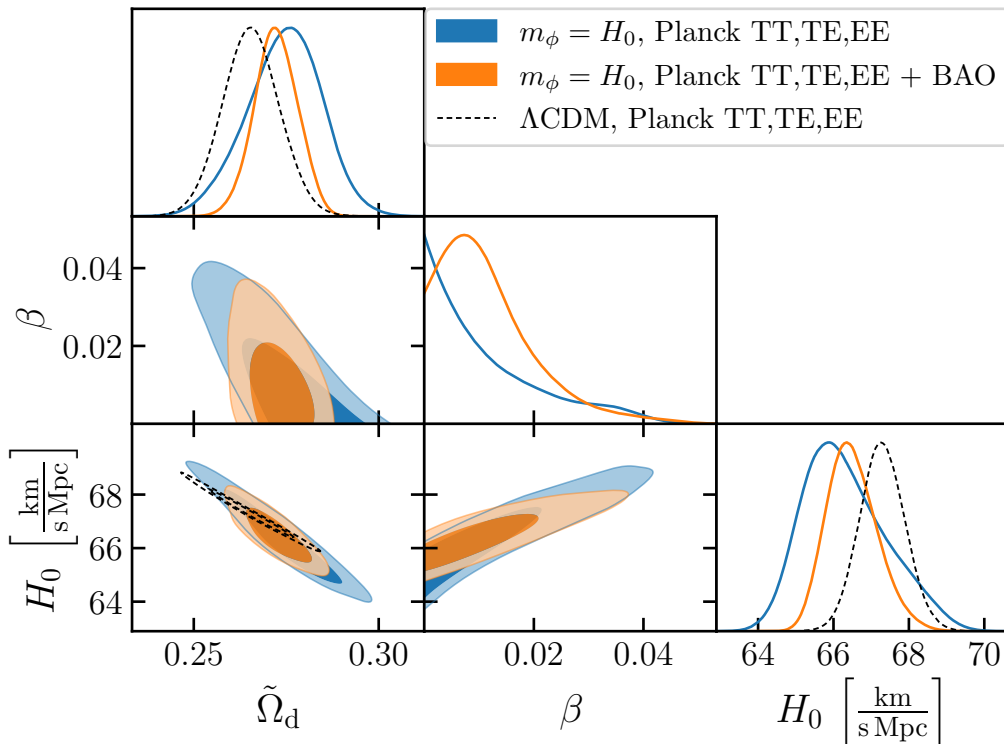 m_ϕ = H_0, Planck TT,TE,EE
m_ϕ = H_0, Planck TT,TE,EE + BAO
ΛCDM, Planck TT,TE,EE
0.04
0.02
β
68
66
64
H_0 [km/s Mpc]
0.25 0.30
0.02 0.04
64 66 68 70
Ω̃_d
β
H_0 [km/s Mpc]